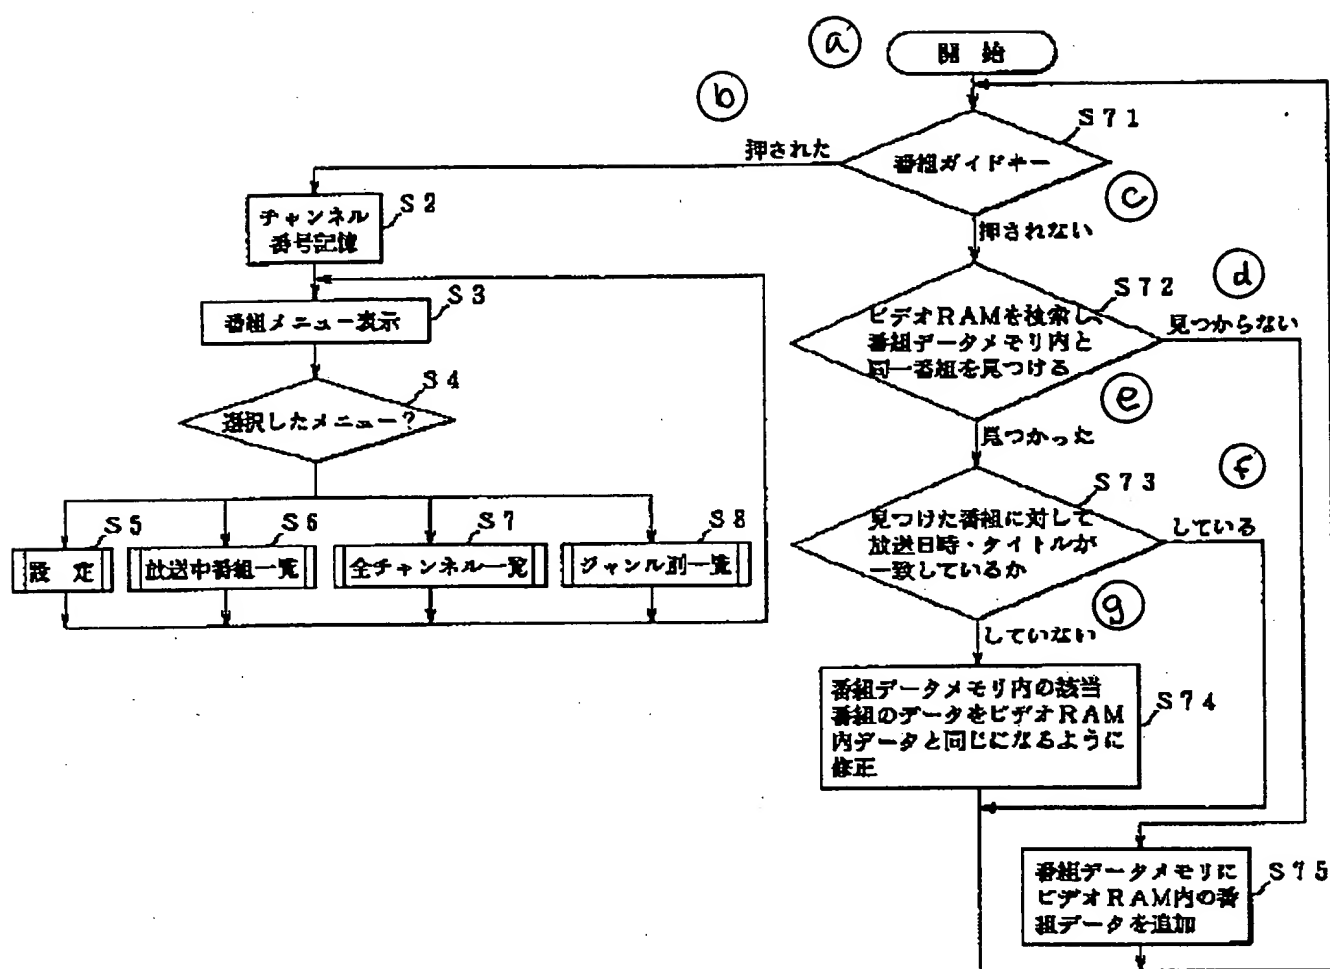 ⓐ
開 始
ⓑ
S71
押された
番組ガイドキー
ⓒ
押されない
S2
チャンネル
番号記憶
S3
番組メニュー表示
S4
選択したメニュー?
S5
設 定
S6
放送中番組一覧
S7
全チャンネル一覧
S8
ジャンル別一覧
S72
ⓓ
ビデオRAMを検索し、
番組データメモリ内と
同一番組を見つける
見つからない
ⓔ
見つかった
S73
ⓕ
見つけた番組に対して
放送日時・タイトルが
一致しているか
している
ⓖ
していない
S74
番組データメモリ内の該当
番組のデータをビデオRAM
内データと同じになるように
修正
S75
番組データメモリに
ビデオRAM内の番
組データを追加